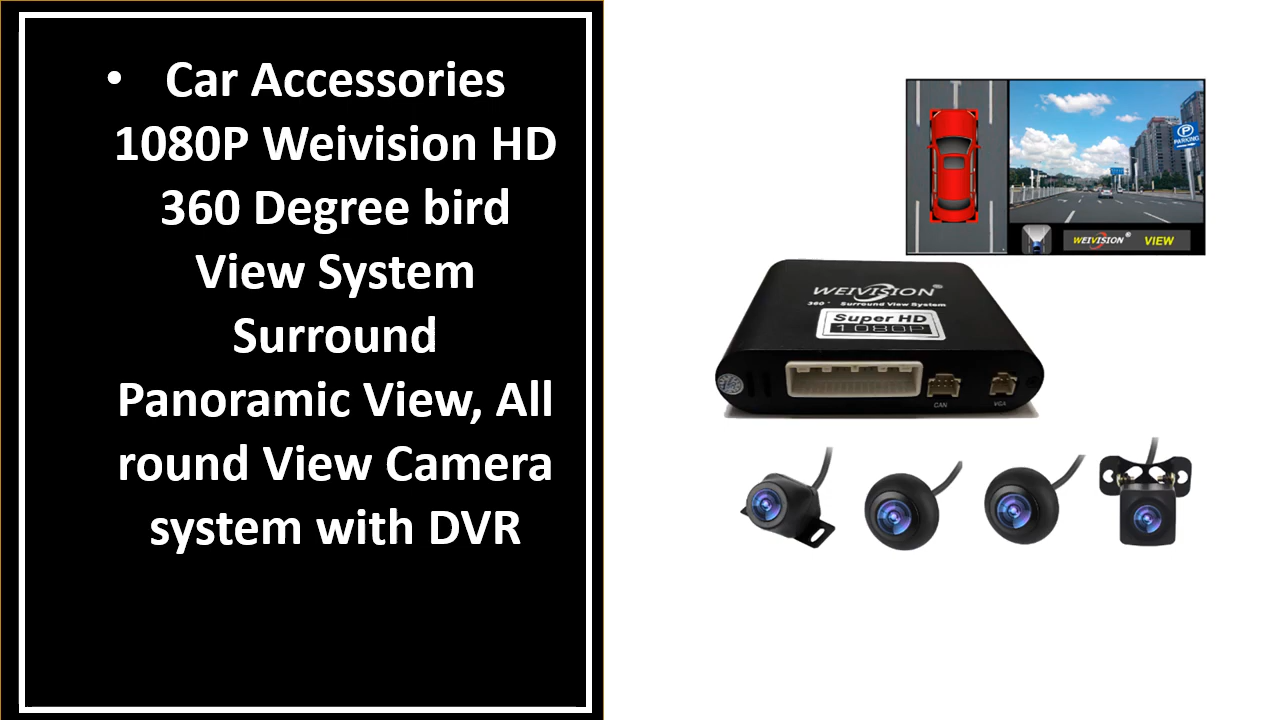 • Car Accessories
1080P Weivision HD
360 Degree bird
View System
Surround
Panoramic View, All
round View Camera
system with DVR
P
PARKING
WEIVISION® VIEW
WEIVISION®
360° Surround View System
Super HD
1080P
CAN
VGA